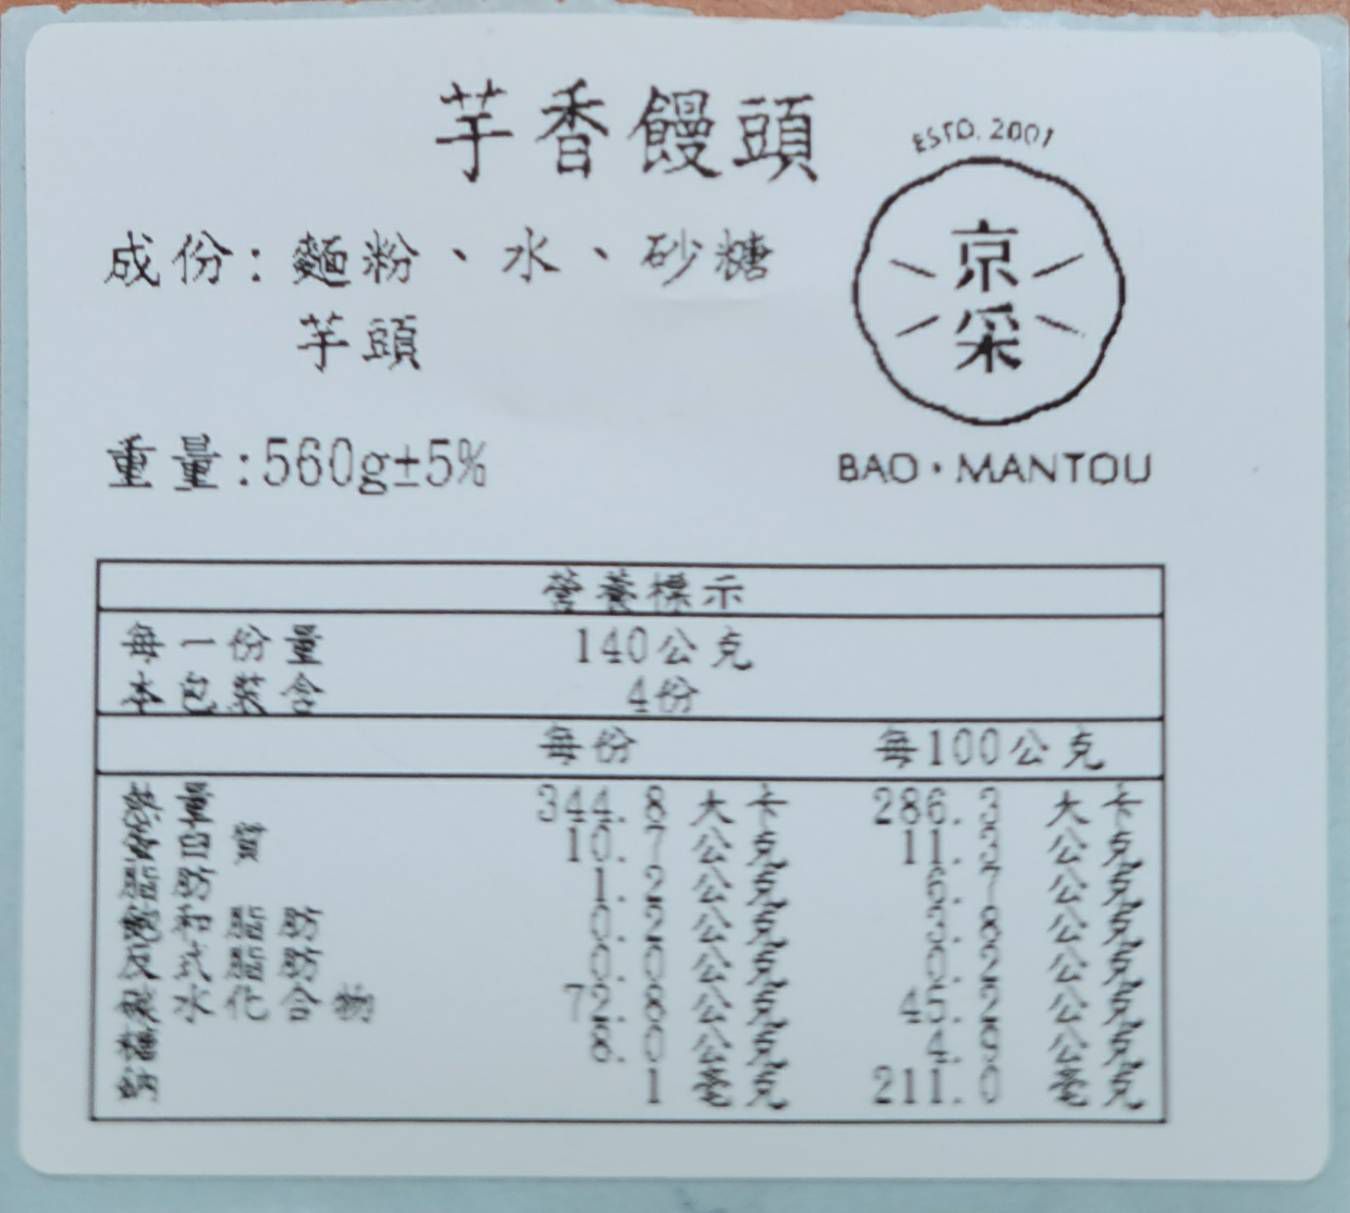 芋香饅頭
ESTD. 2001
京采
BAO·MANTOU
成份:麵粉、水、砂糖
芋頭
重量:560g±5%
營養標示
每一份量 140公克
本包裝含 4份
每份 每100公克
熱量 344.8 大卡 286.3 大卡
蛋白質 10.7 公克 11.3 公克
脂肪 1.2 公克 6.7 公克
飽和脂肪 0.2 公克 3.8 公克
反式脂肪 0.0 公克 0.2 公克
碳水化合物 72.8 公克 45.2 公克
糖 8.0 公克 4.9 公克
鈉 1 毫克 211.0 毫克